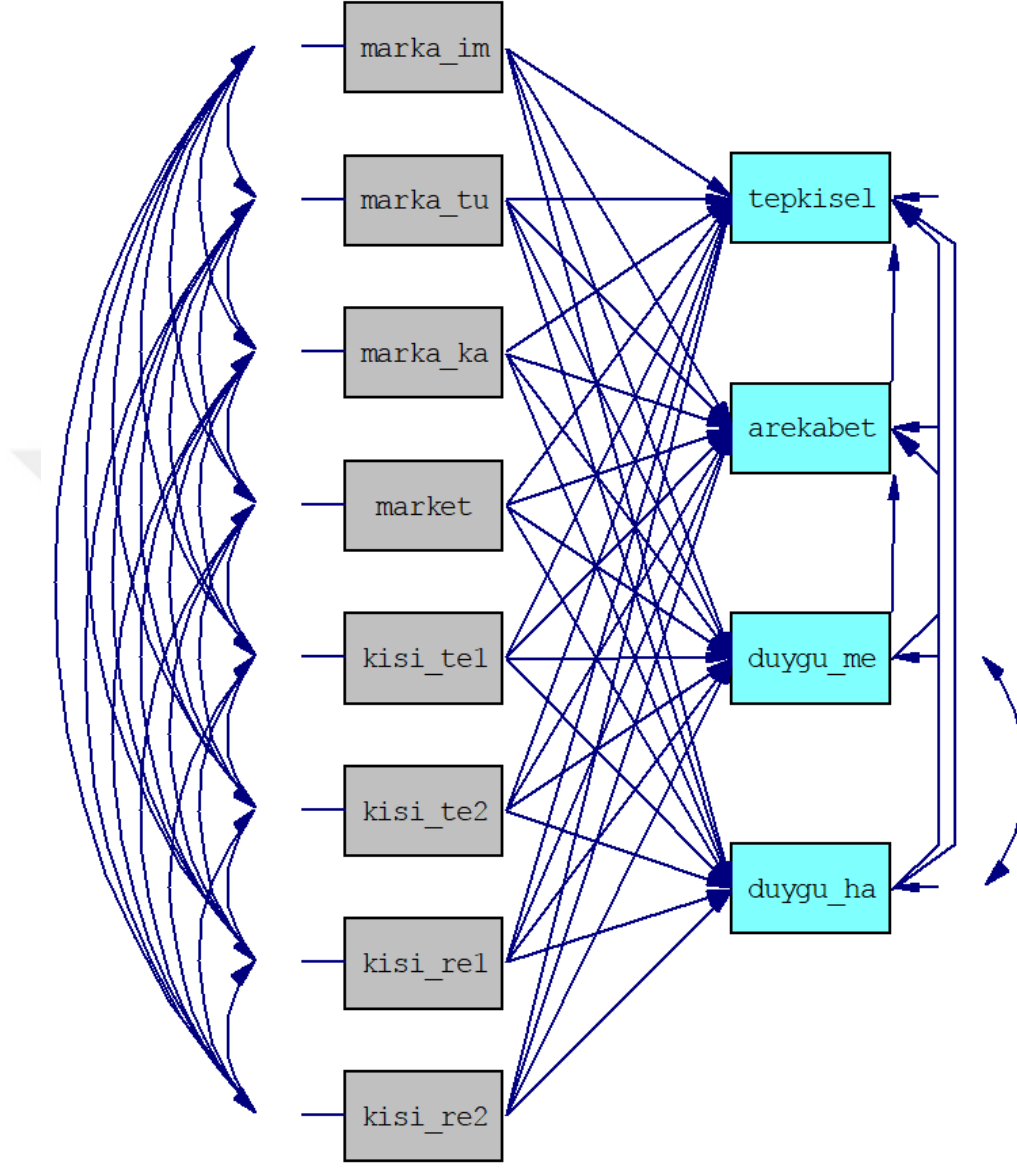 marka_im
marka_tu
marka_ka
market
kisi_te1
kisi_te2
kisi_re1
kisi_re2
tepkisel
arekabet
duygu_me
duygu_ha